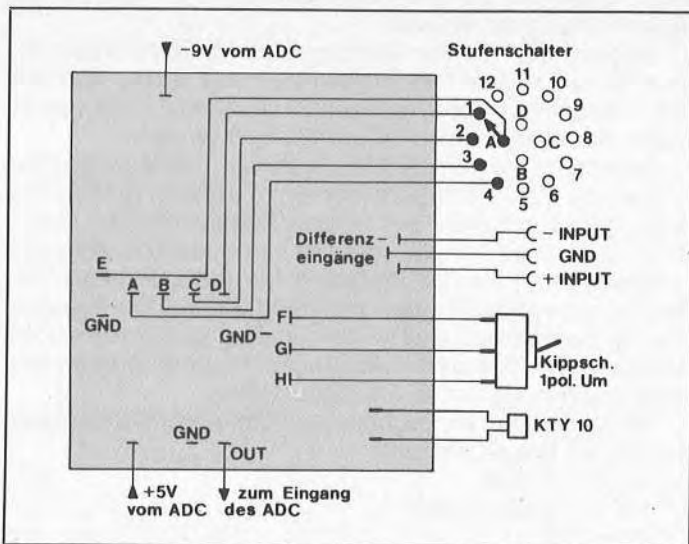 -9V vom ADC
Stufenschalter
11
12
10
1
D
9
2
A
C
8
3
B
7
4
5
6
Differenz-
eingänge
- INPUT
GND
+ INPUT
E
A B C D
GND
GND
F
G
H
Kippsch.
1pol. Um
KTY 10
GND
OUT
+5V
vom ADC
zum Eingang
des ADC